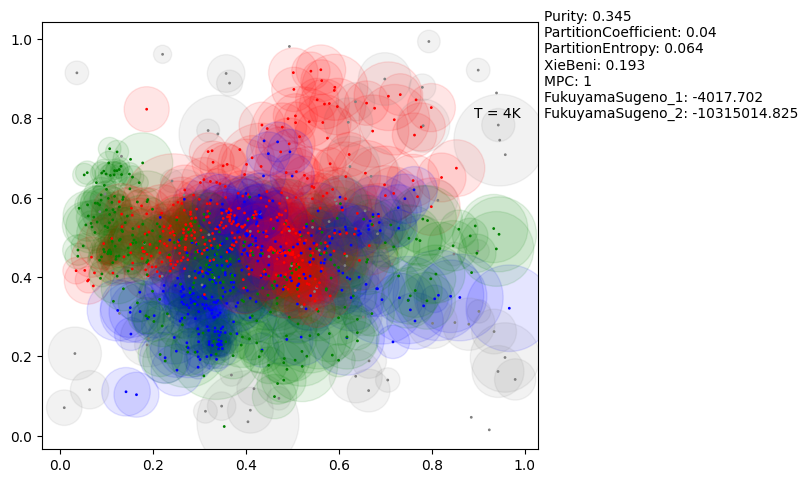 Purity: 0.345
PartitionCoefficient: 0.04
PartitionEntropy: 0.064
XieBeni: 0.193
MPC: 1
FukuyamaSugeno_1: -4017.702
FukuyamaSugeno_2: -10315014.825
T = 4K
1.0
0.8
0.6
0.4
0.2
0.0
0.0 0.2 0.4 0.6 0.8 1.0